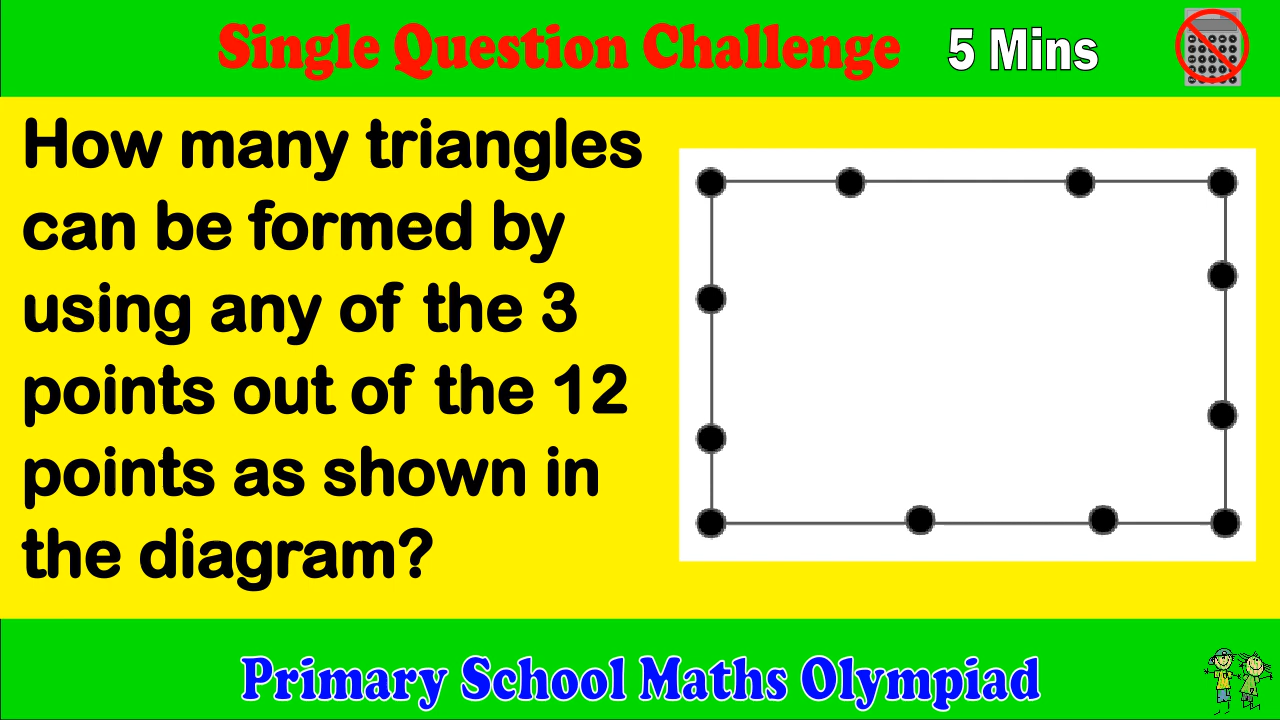 Single Question Challenge 5 Mins
How many triangles
can be formed by
using any of the 3
points out of the 12
points as shown in
the diagram?
Primary School Maths Olympiad